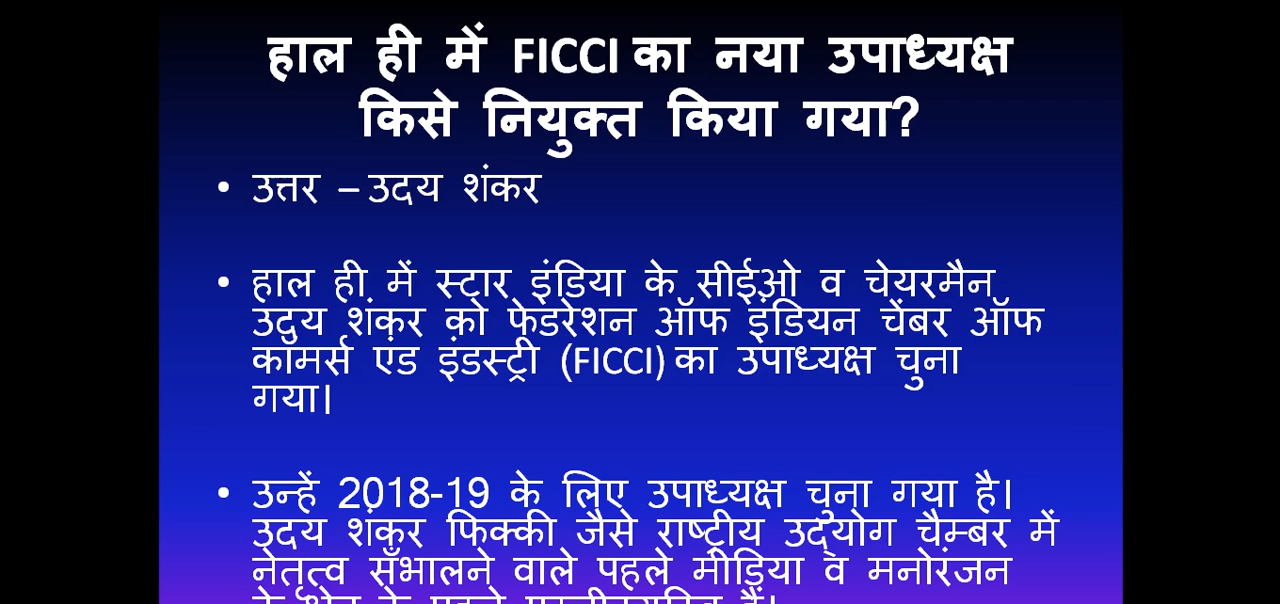 हाल ही में FICCI का नया उपाध्यक्ष
किसे नियुक्त किया गया?
• उत्तर – उदय शंकर
• हाल ही में स्टार इंडिया के सीईओ व चेयरमैन
उदय शंकर को फेडरेशन ऑफ इंडियन चेंबर ऑफ
कामर्स एंड इंडस्ट्री (FICCI) का उपाध्यक्ष चुना
गया।
• उन्हें 2018-19 के लिए उपाध्यक्ष चुना गया है।
उदय शंकर फिक्की जैसे राष्ट्रीय उद्योग चैम्बर में
नेतृत्व सँभालने वाले पहले मीडिया व मनोरंजन